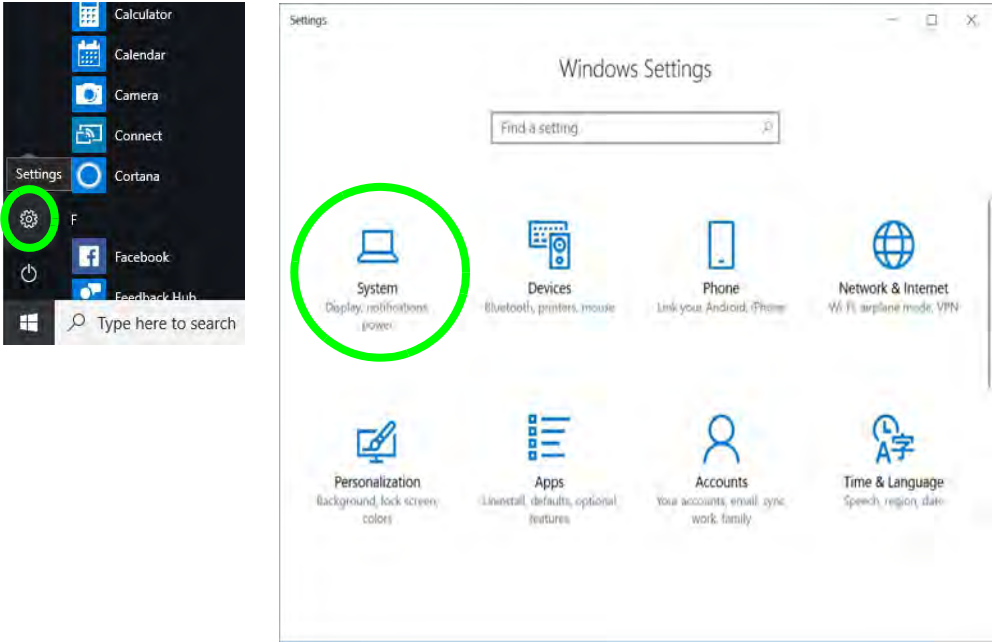 Calculator
Calendar
Camera
Connect
Settings
Cortana
F
Facebook
Feedback Hub
Type here to search
Settings
Windows Settings
Find a setting
System
Display, notifications,
power
Devices
Bluetooth, printers, mouse
Phone
Link your Android, iPhone
Network & Internet
Wi-Fi, airplane mode, VPN
Personalization
Background, lock screen,
colors
Apps
Uninstall, defaults, optional
features
Accounts
Your accounts, email, sync,
work, family
Time & Language
Speech, region, date
A字